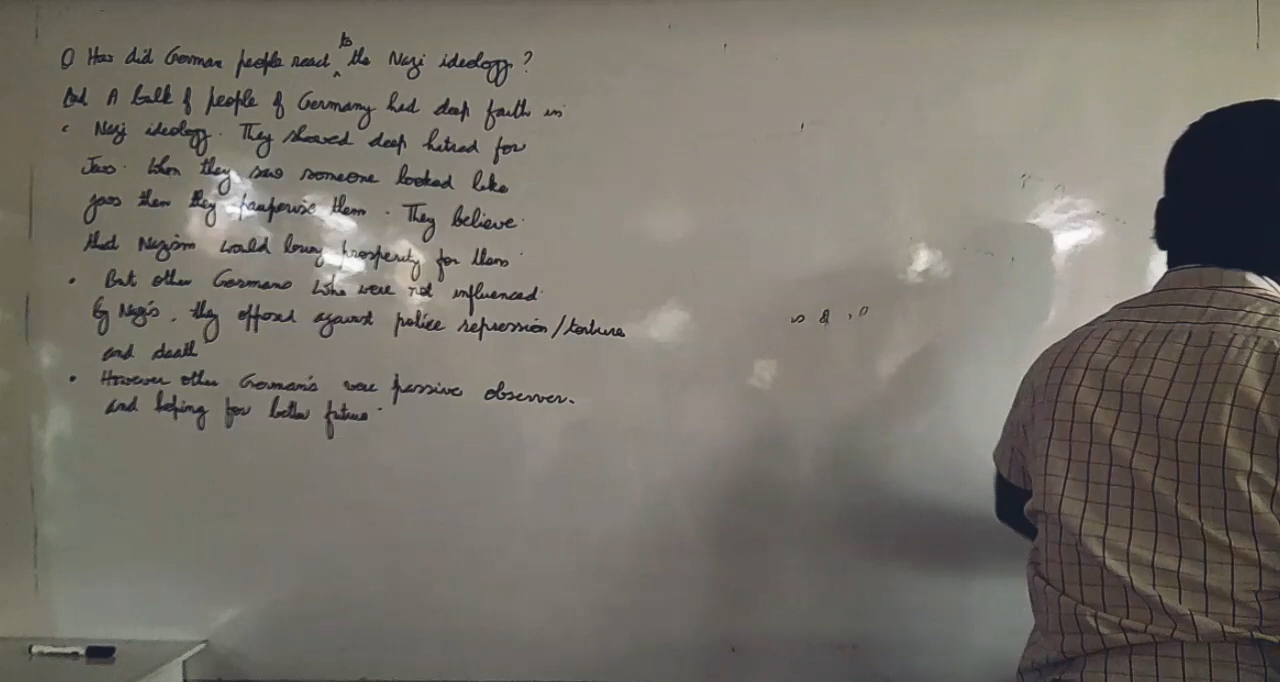 Q How did German people react to the Nazi ideology?
A bulk of people of Germany had deep faith in
Nazi ideology. They showed deep hatred for
Jews. When they saw someone looked like
jews then they them. They believe
that Nazism would bring prosperity for them.
• But other Germans who were not influenced
by Nazis, they opposed against police repression/torture
and death
• However other German's were passive observer.
and hoping for better future.